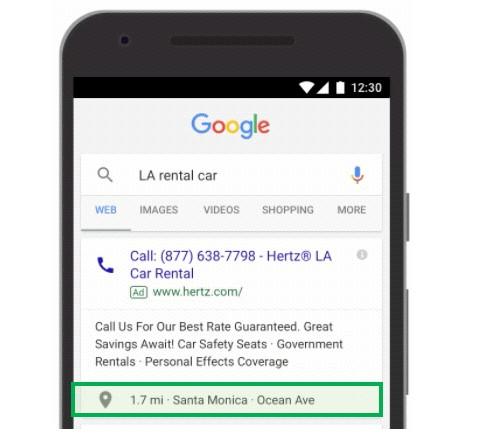 12:30
Google
LA rental car
WEB IMAGES VIDEOS SHOPPING MORE
Call: (877) 638-7798 - Hertz® LA
Car Rental
Ad www.hertz.com/
Call Us For Our Best Rate Guaranteed. Great
Savings Await! Car Safety Seats · Government
Rentals · Personal Effects Coverage
1.7 mi · Santa Monica · Ocean Ave